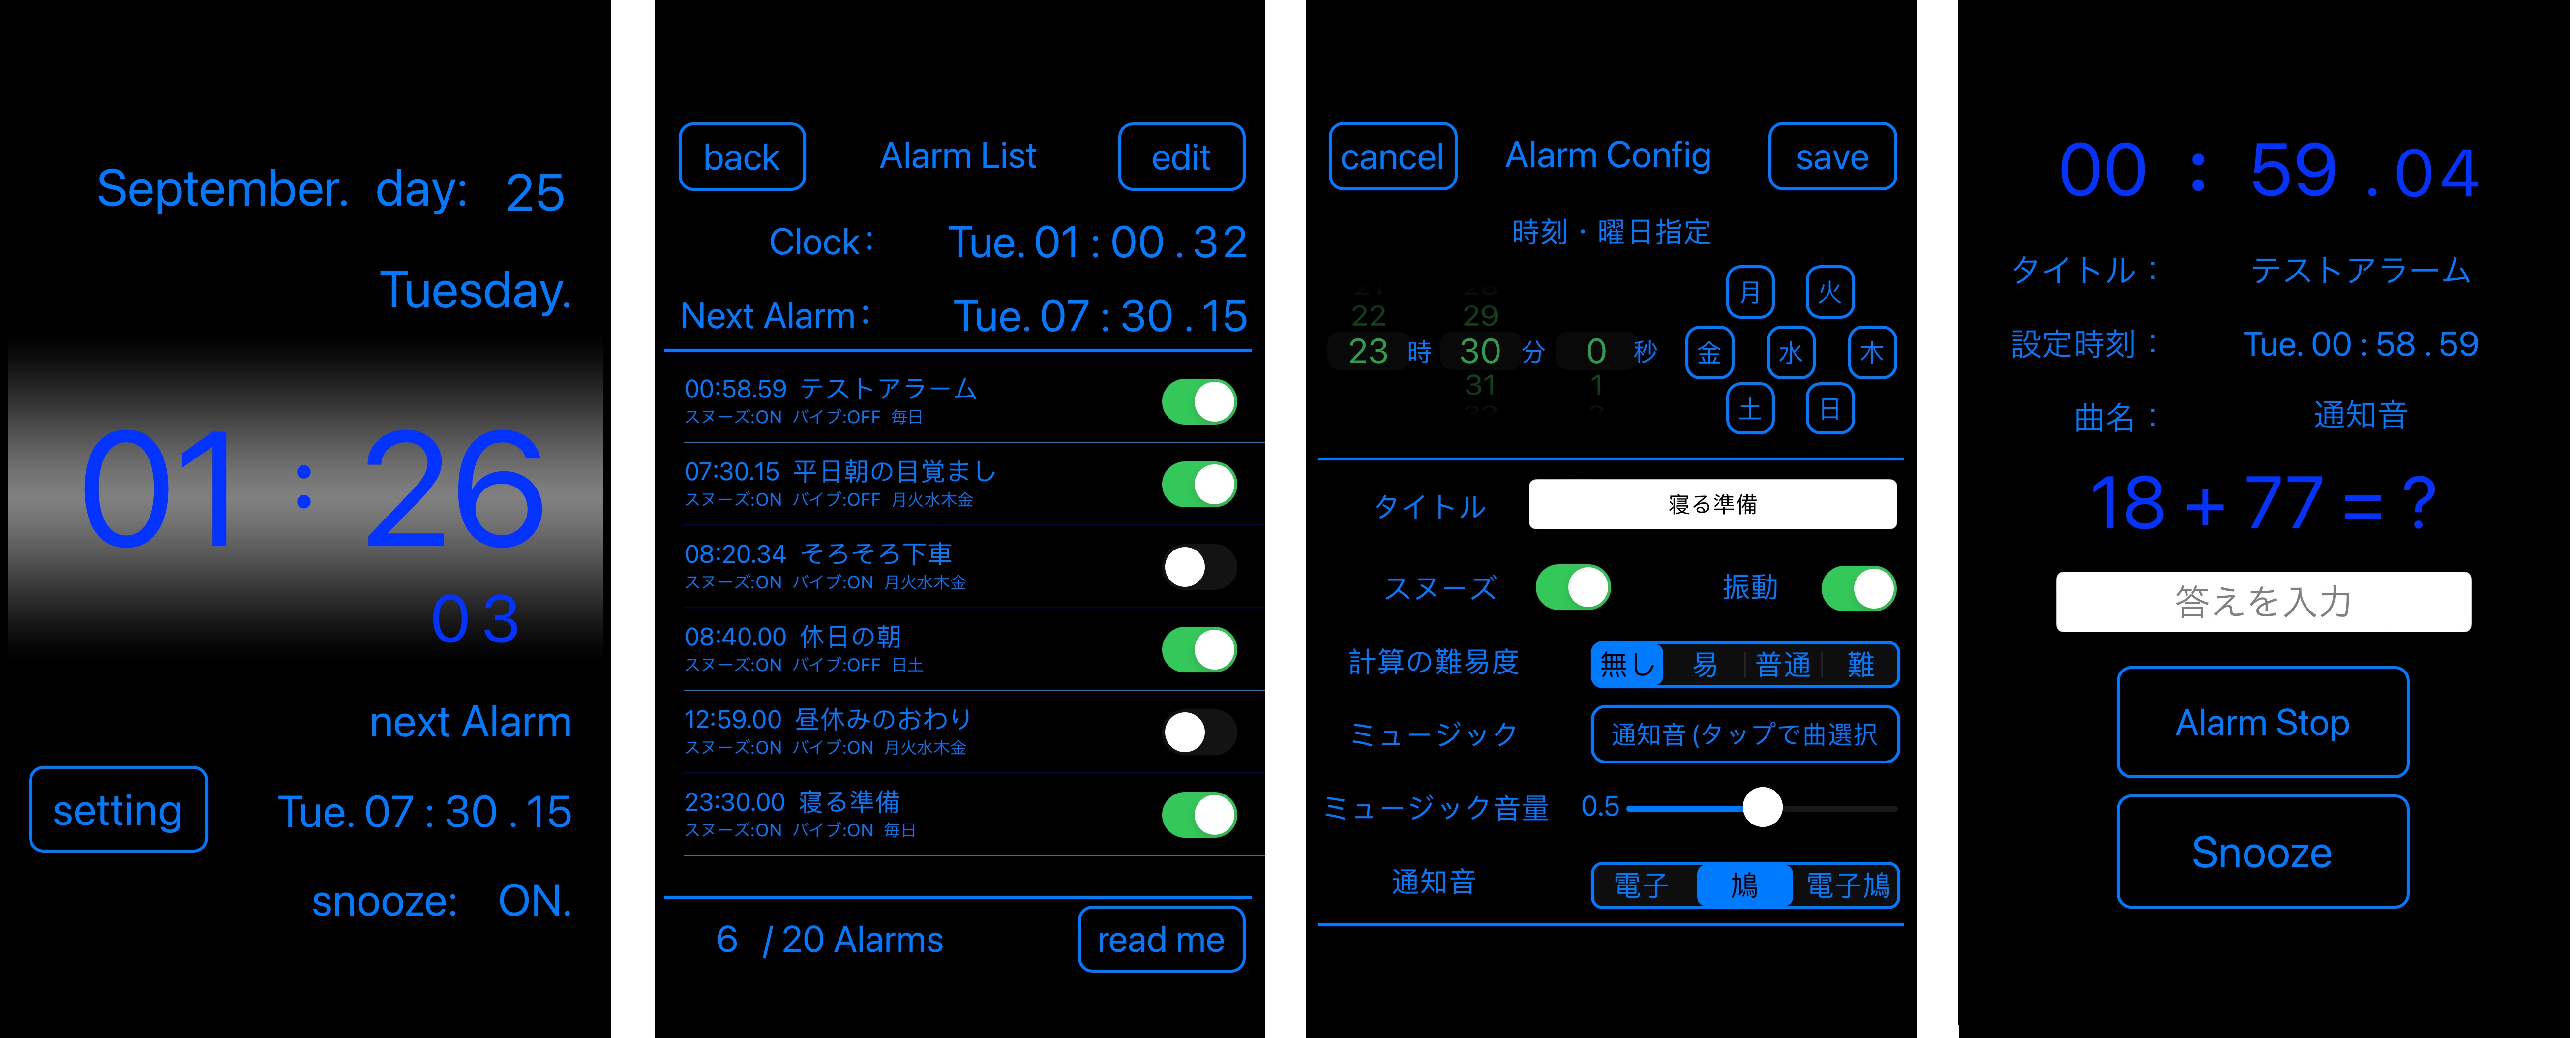 September. day: 25
Tuesday.
01 : 26
03
next Alarm
setting
Tue. 07 : 30 . 15
snooze: ON.
back
Alarm List
edit
Clock : Tue. 01 : 00 . 32
Next Alarm : Tue. 07 : 30 . 15
00:58.59 テストアラーム
スヌーズ:ON バイブ:OFF 毎日
07:30.15 平日朝の目覚まし
スヌーズ:ON バイブ:OFF 月火水木金
08:20.34 そろそろ下車
スヌーズ:ON バイブ:ON 月火水木金
08:40.00 休日の朝
スヌーズ:ON バイブ:OFF 日土
12:59.00 昼休みのおわり
スヌーズ:ON バイブ:ON 月火水木金
23:30.00 寝る準備
スヌーズ:ON バイブ:ON 毎日
6 / 20 Alarms
read me
cancel
Alarm Config
save
時刻・曜日指定
22 29
23 時 30 分 0 秒
31 1
月 火
金 水 木
土 日
タイトル 寝る準備
スヌーズ 振動
計算の難易度 無し 易 普通 難
ミュージック 通知音 (タップで曲選択
ミュージック音量 0.5
通知音 電子 鳩 電子鳩
00 : 59 . 04
タイトル : テストアラーム
設定時刻 : Tue. 00 : 58 . 59
曲名 : 通知音
18 + 77 = ?
答えを入力
Alarm Stop
Snooze